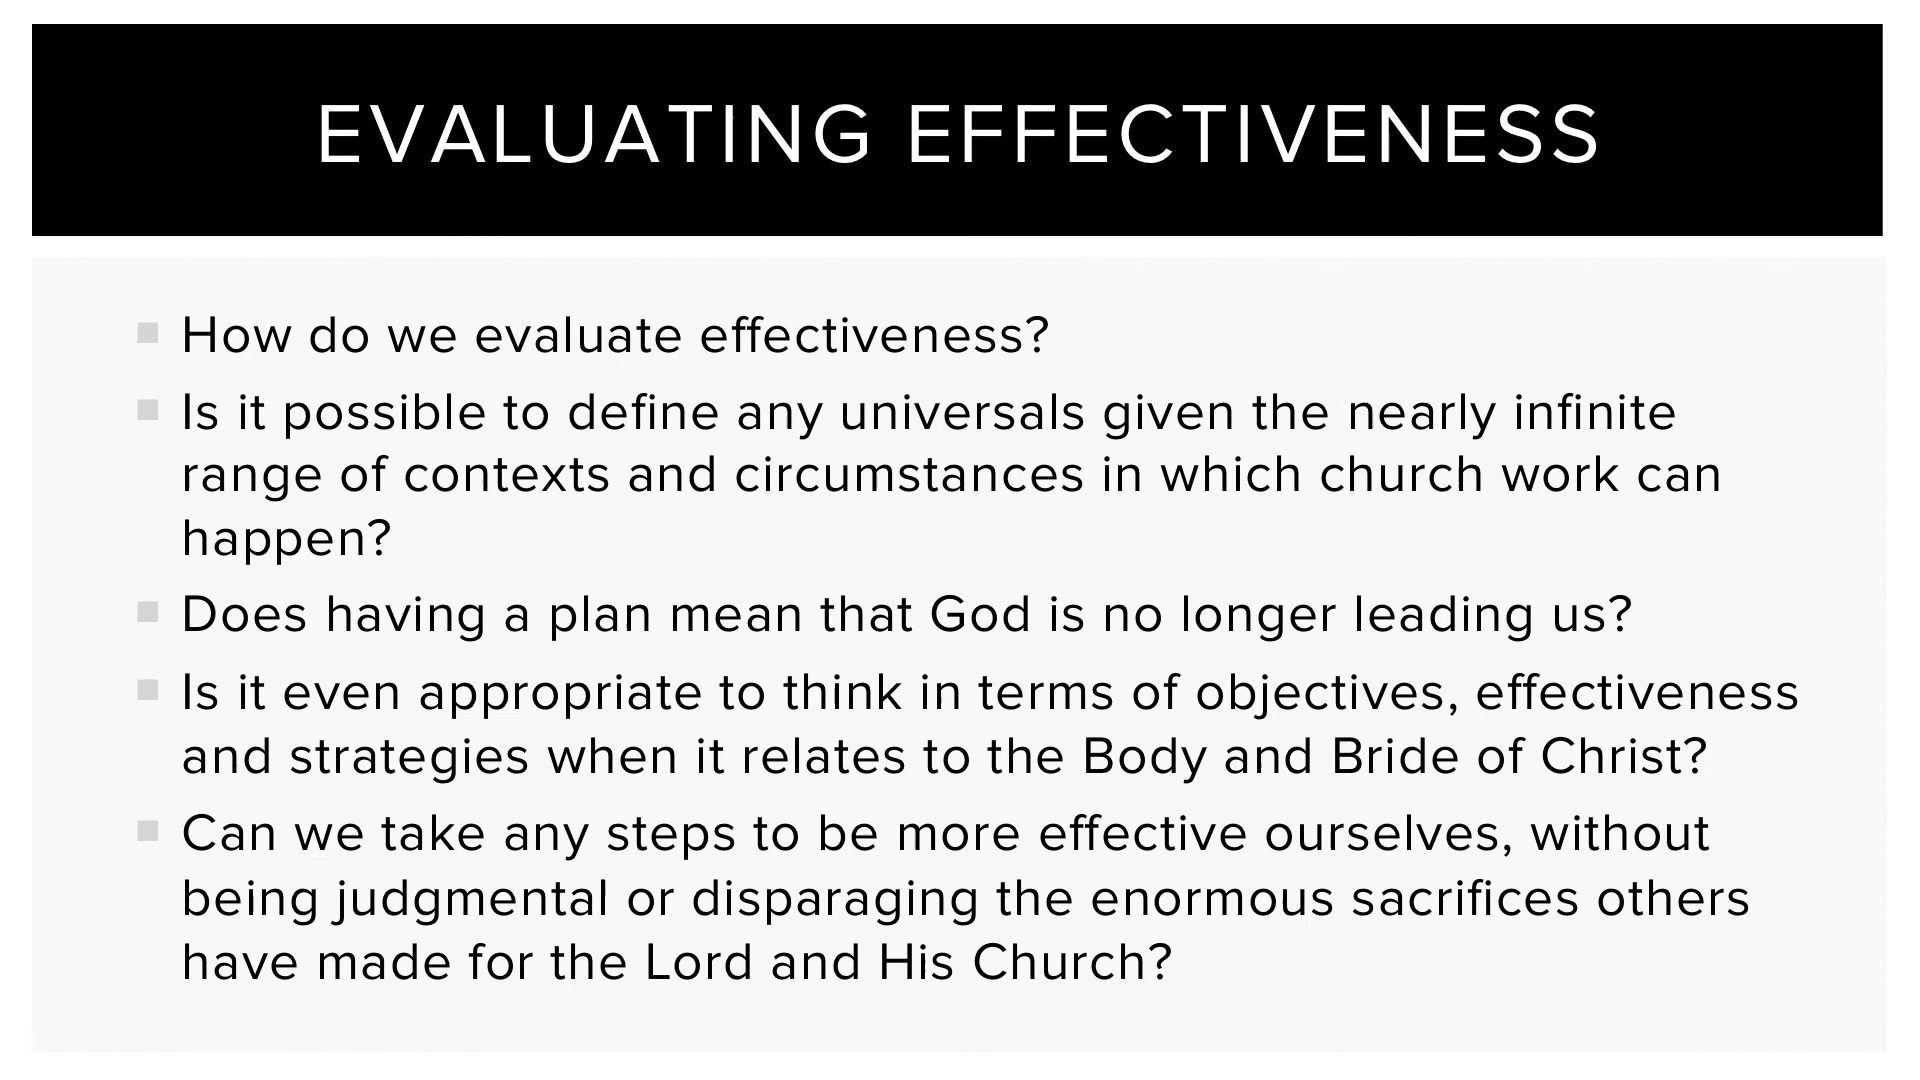 EVALUATING EFFECTIVENESS
How do we evaluate effectiveness?
Is it possible to define any universals given the nearly infinite
range of contexts and circumstances in which church work can
happen?
Does having a plan mean that God is no longer leading us?
Is it even appropriate to think in terms of objectives, effectiveness
and strategies when it relates to the Body and Bride of Christ?
Can we take any steps to be more effective ourselves, without
being judgmental or disparaging the enormous sacrifices others
have made for the Lord and His Church?